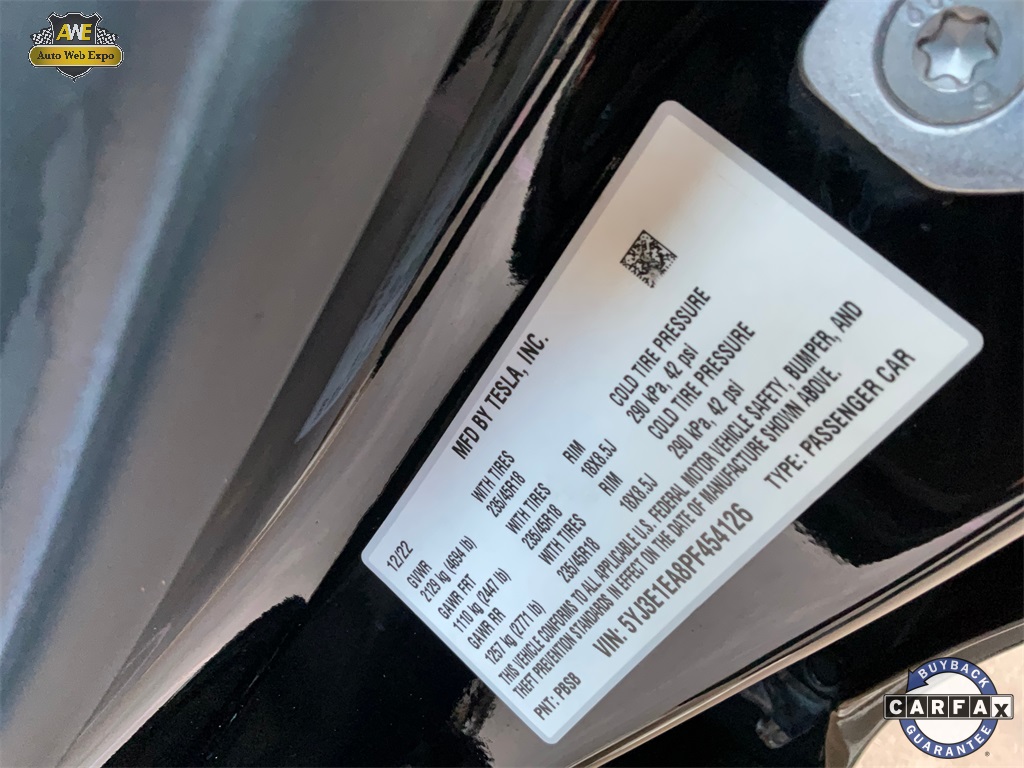 AWE
Auto Web Expo
MFD BY TESLA, INC.
12/22
GVWR WITH TIRES RIM COLD TIRE PRESSURE
2129 kg (4694 lb) 235/45R18 18X8.5J 290 kPa, 42 psi
GAWR FRT WITH TIRES RIM COLD TIRE PRESSURE
1110 kg (2447 lb) 235/45R18 18X8.5J 290 kPa, 42 psi
GAWR RR WITH TIRES
1257 kg (2771 lb) 235/45R18
THIS VEHICLE CONFORMS TO ALL APPLICABLE U.S. FEDERAL MOTOR VEHICLE SAFETY, BUMPER, AND
THEFT PREVENTION STANDARDS IN EFFECT ON THE DATE OF MANUFACTURE SHOWN ABOVE.
PNT: PBSB VIN: 5YJ3E1EA8PF454126 TYPE: PASSENGER CAR
BUYBACK
CARFAX
GUARANTEE